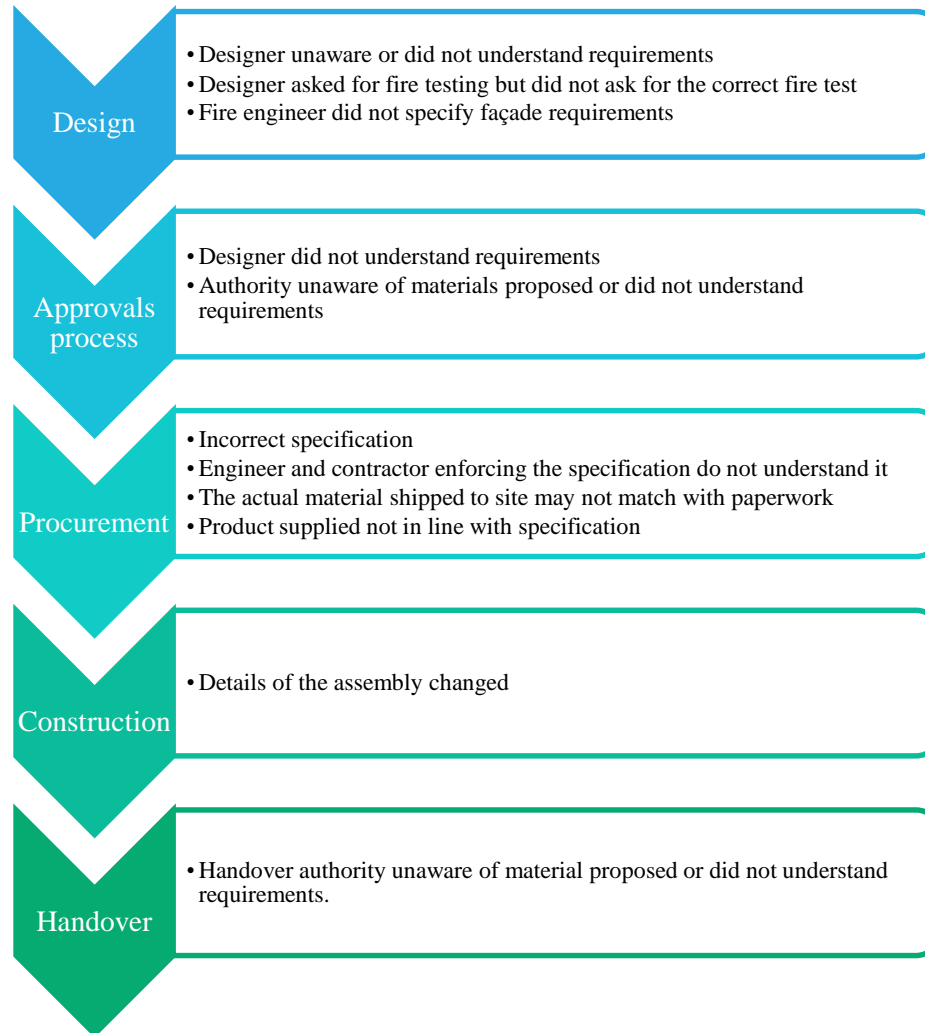 Design
• Designer unaware or did not understand requirements
• Designer asked for fire testing but did not ask for the correct fire test
• Fire engineer did not specify façade requirements
Approvals
process
• Designer did not understand requirements
• Authority unaware of materials proposed or did not understand
requirements
Procurement
• Incorrect specification
• Engineer and contractor enforcing the specification do not understand it
• The actual material shipped to site may not match with paperwork
• Product supplied not in line with specification
Construction
• Details of the assembly changed
Handover
• Handover authority unaware of material proposed or did not understand
requirements.